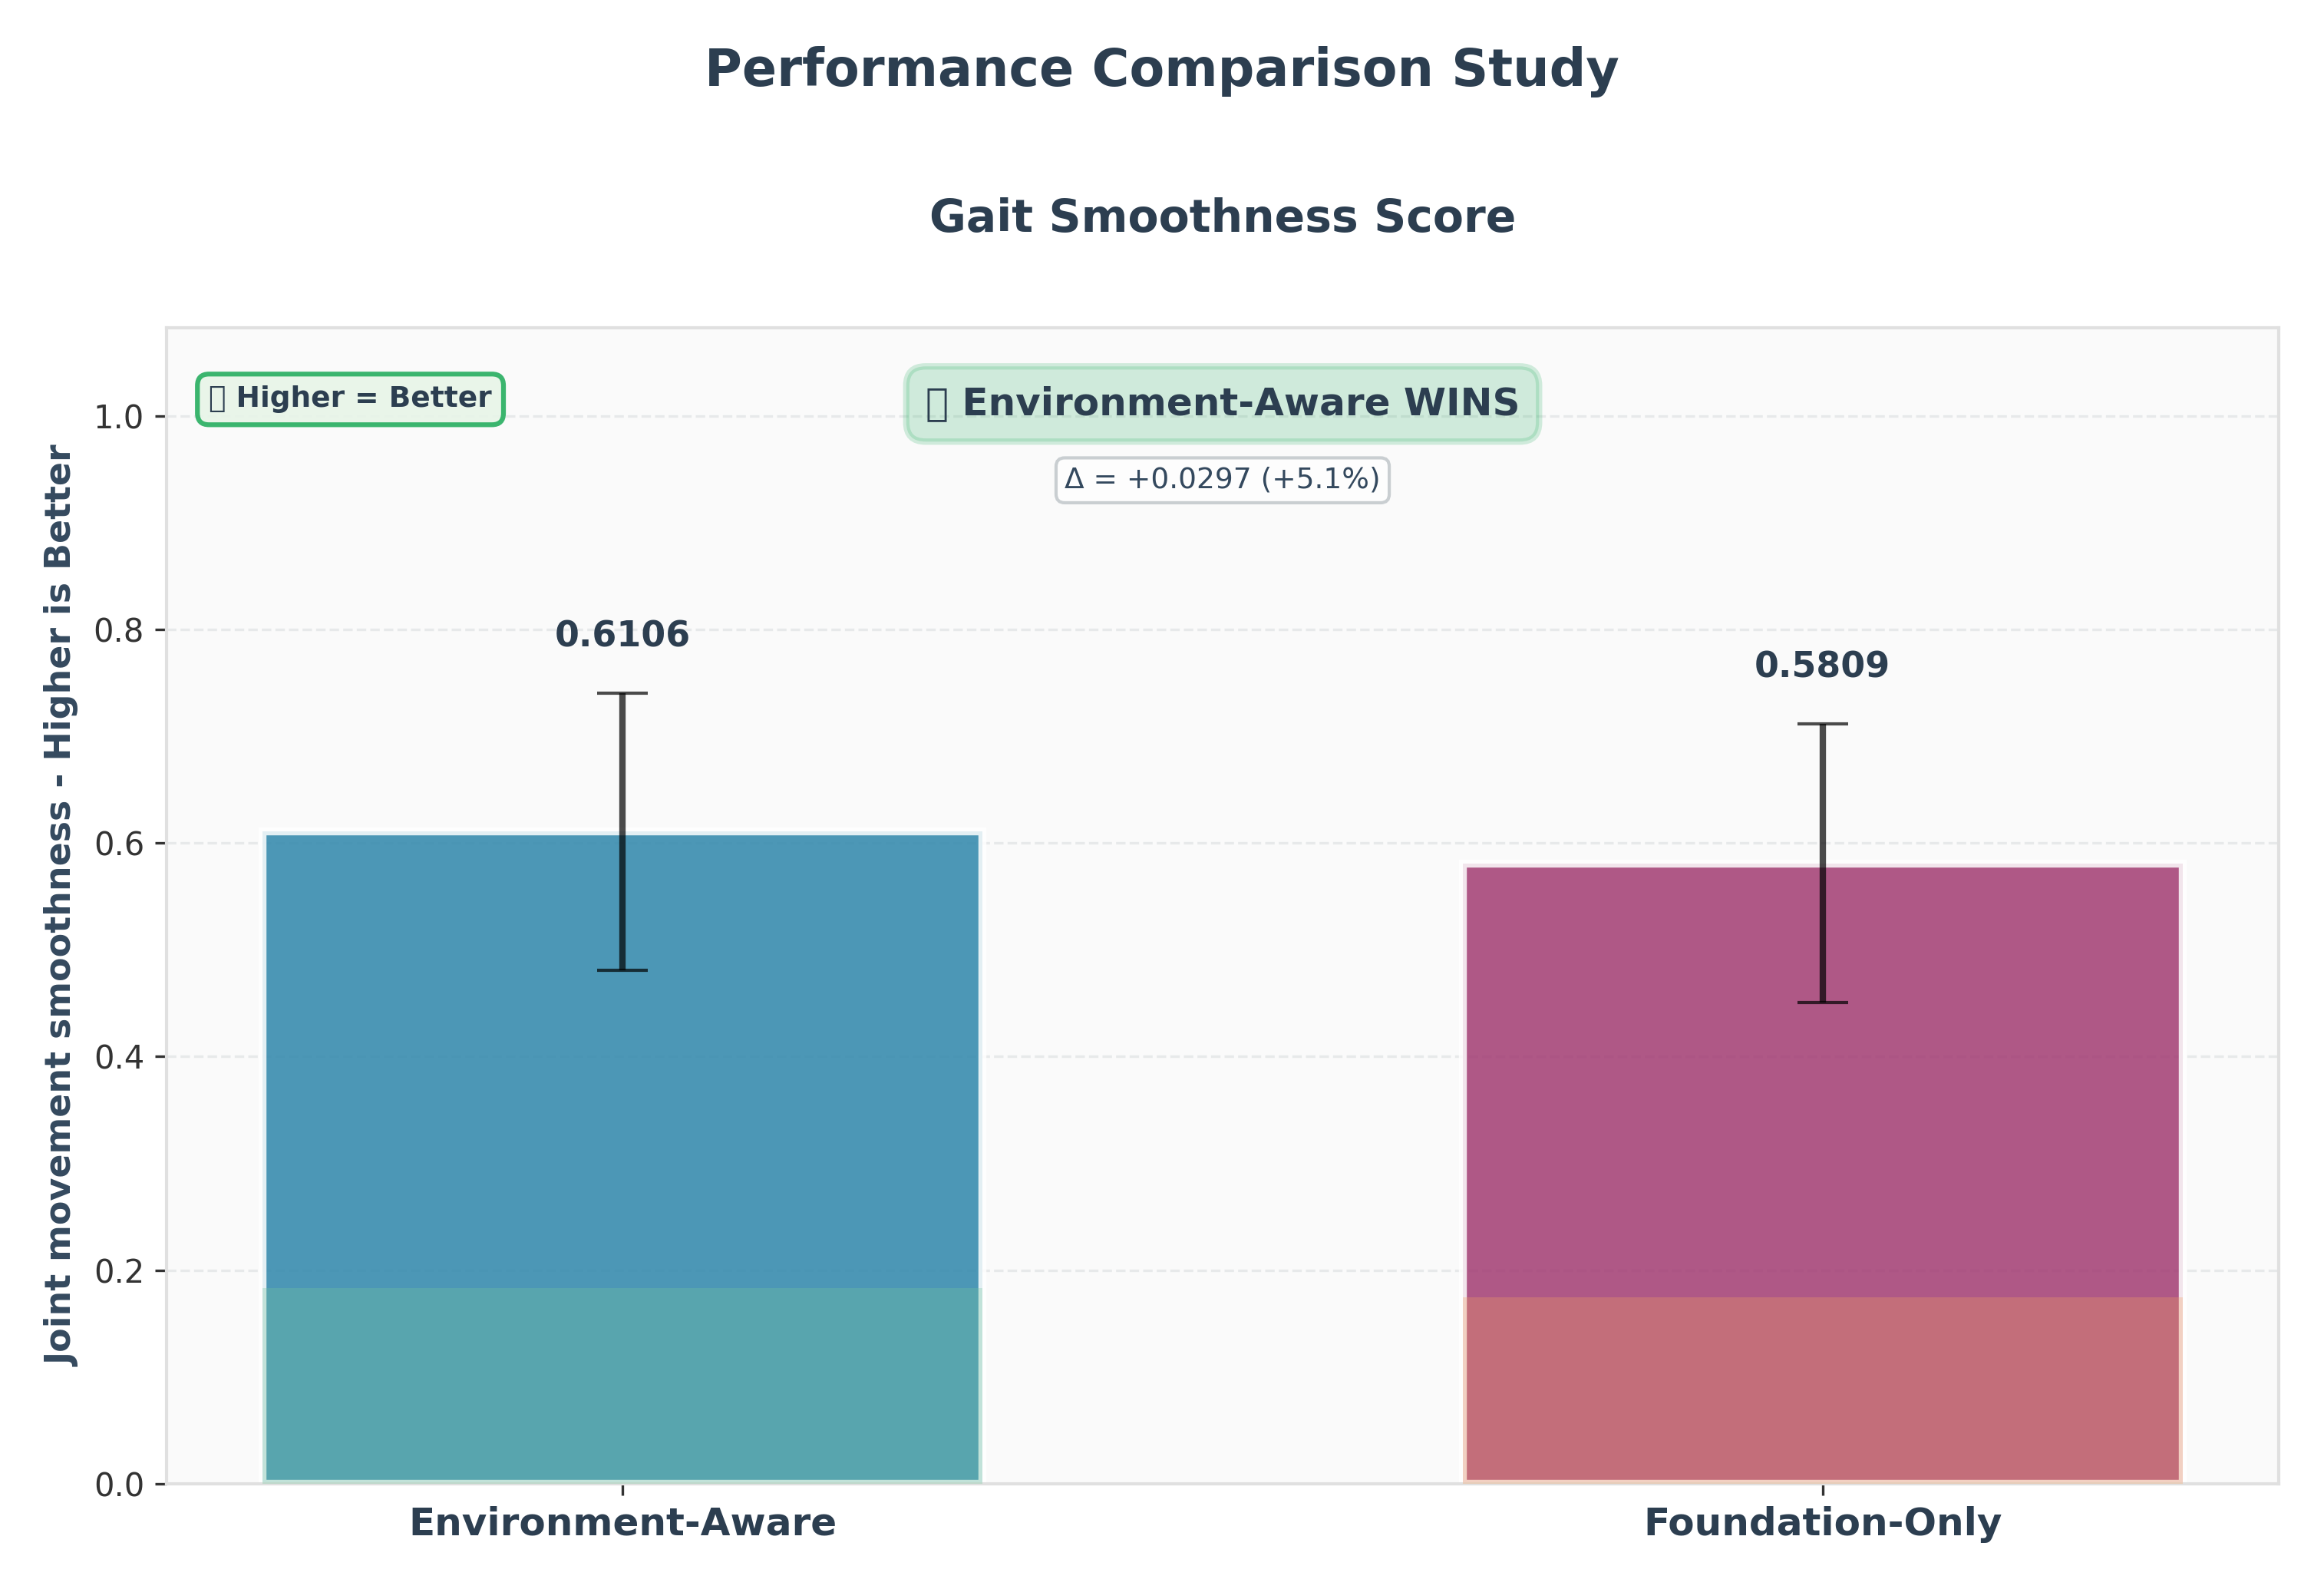 Performance Comparison Study
Gait Smoothness Score
Higher = Better
Environment-Aware WINS
Δ = +0.0297 (+5.1%)
Joint movement smoothness - Higher is Better
1.0
0.8
0.6
0.4
0.2
0.0
0.6106
0.5809
Environment-Aware
Foundation-Only